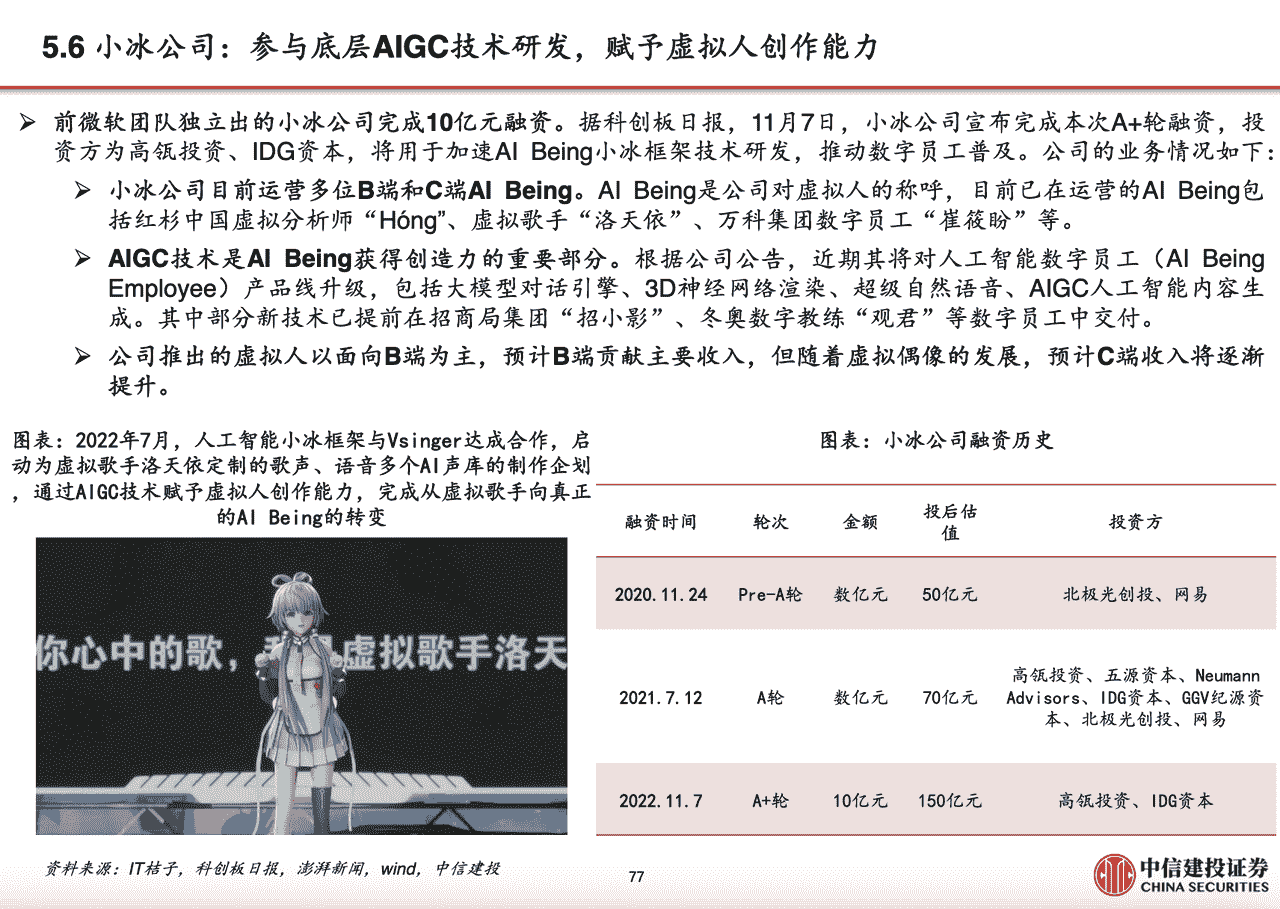 5.6 小冰公司：参与底层AIGC技术研发，赋予虚拟人创作能力
➢ 前微软团队独立出的小冰公司完成10亿元融资。据科创板日报，11月7日，小冰公司宣布完成本次A+轮融资，投
资方为高瓴投资、IDG资本，将用于加速AI Being小冰框架技术研发，推动数字员工普及。公司的业务情况如下：
➢ 小冰公司目前运营多位B端和C端AI Being。AI Being是公司对虚拟人的称呼，目前已在运营的AI Being包
括红杉中国虚拟分析师“Hóng”、虚拟歌手“洛天依”、万科集团数字员工“崔筱盼”等。
➢ AIGC技术是AI Being获得创造力的重要部分。根据公司公告，近期其将对人工智能数字员工（AI Being
Employee）产品线升级，包括大模型对话引擎、3D神经网络渲染、超级自然语音、AIGC人工智能内容生
成。其中部分新技术已提前在招商局集团“招小影”、冬奥数字教练“观君”等数字员工中交付。
➢ 公司推出的虚拟人以面向B端为主，预计B端贡献主要收入，但随着虚拟偶像的发展，预计C端收入将逐渐
提升。
图表：2022年7月，人工智能小冰框架与Vsinger达成合作，启
动为虚拟歌手洛天依定制的歌声、语音多个AI声库的制作企划
，通过AIGC技术赋予虚拟人创作能力，完成从虚拟歌手向真正
的AI Being的转变
你心中的歌，我是虚拟歌手洛天
图表：小冰公司融资历史
融资时间 轮次 金额 投后估值 投资方
2020.11.24 Pre-A轮 数亿元 50亿元 北极光创投、网易
2021.7.12 A轮 数亿元 70亿元 高瓴投资、五源资本、Neumann
Advisors、IDG资本、GGV纪源资
本、北极光创投、网易
2022.11.7 A+轮 10亿元 150亿元 高瓴投资、IDG资本
资料来源：IT桔子，科创板日报，澎湃新闻，wind，中信建投
77
中信建投证券
CHINA SECURITIES